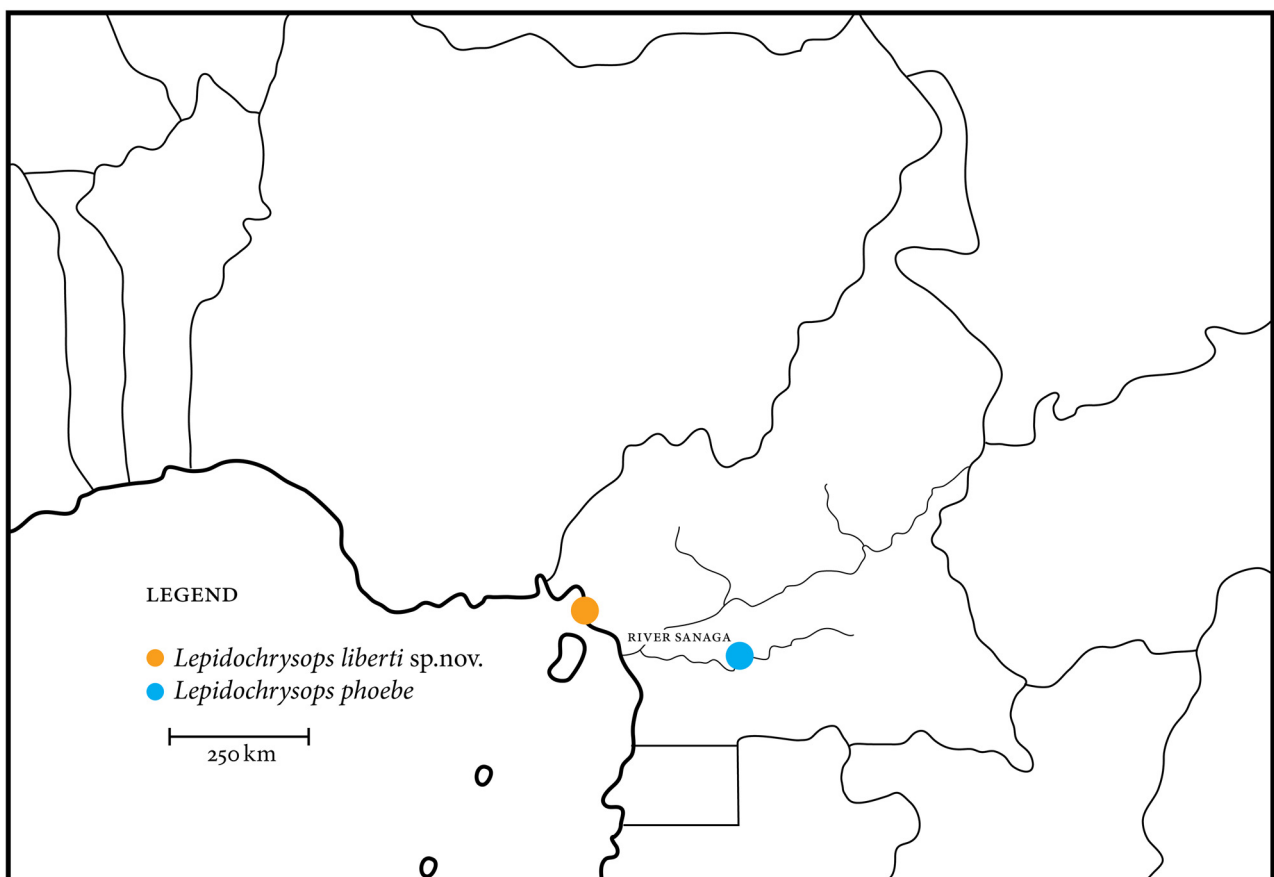 LEGEND
Lepidochrysops liberti sp.nov.
Lepidochrysops phoebe
250 km
RIVER SANAGA